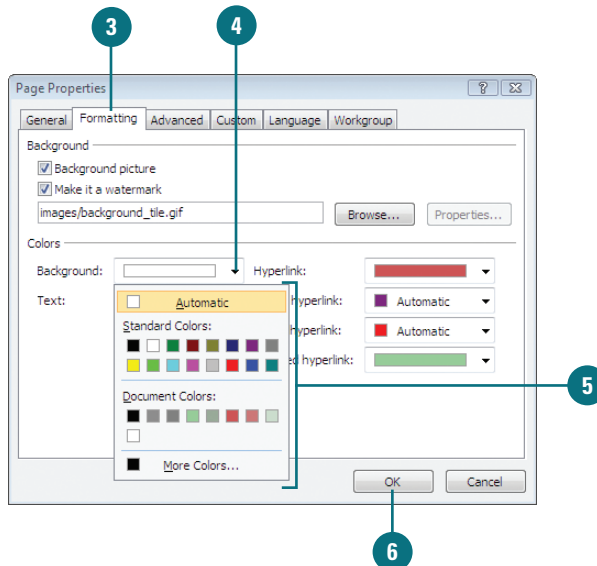 3 4
Page Properties
General Formatting Advanced Custom Language Workgroup
Background
Background picture
Make it a watermark
images/background_tile.gif Browse... Properties...
Colors
Background: Hyperlink:
Text: Automatic hyperlink: Automatic
Standard Colors:
hyperlink: Automatic
ed hyperlink:
5
Document Colors:
More Colors...
OK Cancel
6